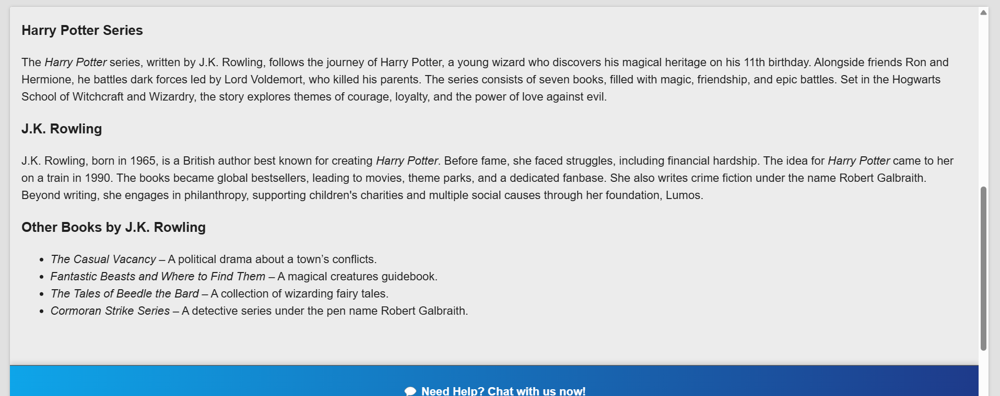 Harry Potter Series
The Harry Potter series, written by J.K. Rowling, follows the journey of Harry Potter, a young wizard who discovers his magical heritage on his 11th birthday. Alongside friends Ron and
Hermione, he battles dark forces led by Lord Voldemort, who killed his parents. The series consists of seven books, filled with magic, friendship, and epic battles. Set in the Hogwarts
School of Witchcraft and Wizardry, the story explores themes of courage, loyalty, and the power of love against evil.
J.K. Rowling
J.K. Rowling, born in 1965, is a British author best known for creating Harry Potter. Before fame, she faced struggles, including financial hardship. The idea for Harry Potter came to her
on a train in 1990. The books became global bestsellers, leading to movies, theme parks, and a dedicated fanbase. She also writes crime fiction under the name Robert Galbraith.
Beyond writing, she engages in philanthropy, supporting children's charities and multiple social causes through her foundation, Lumos.
Other Books by J.K. Rowling
• The Casual Vacancy – A political drama about a town’s conflicts.
• Fantastic Beasts and Where to Find Them – A magical creatures guidebook.
• The Tales of Beedle the Bard – A collection of wizarding fairy tales.
• Cormoran Strike Series – A detective series under the pen name Robert Galbraith.
Need Help? Chat with us now!